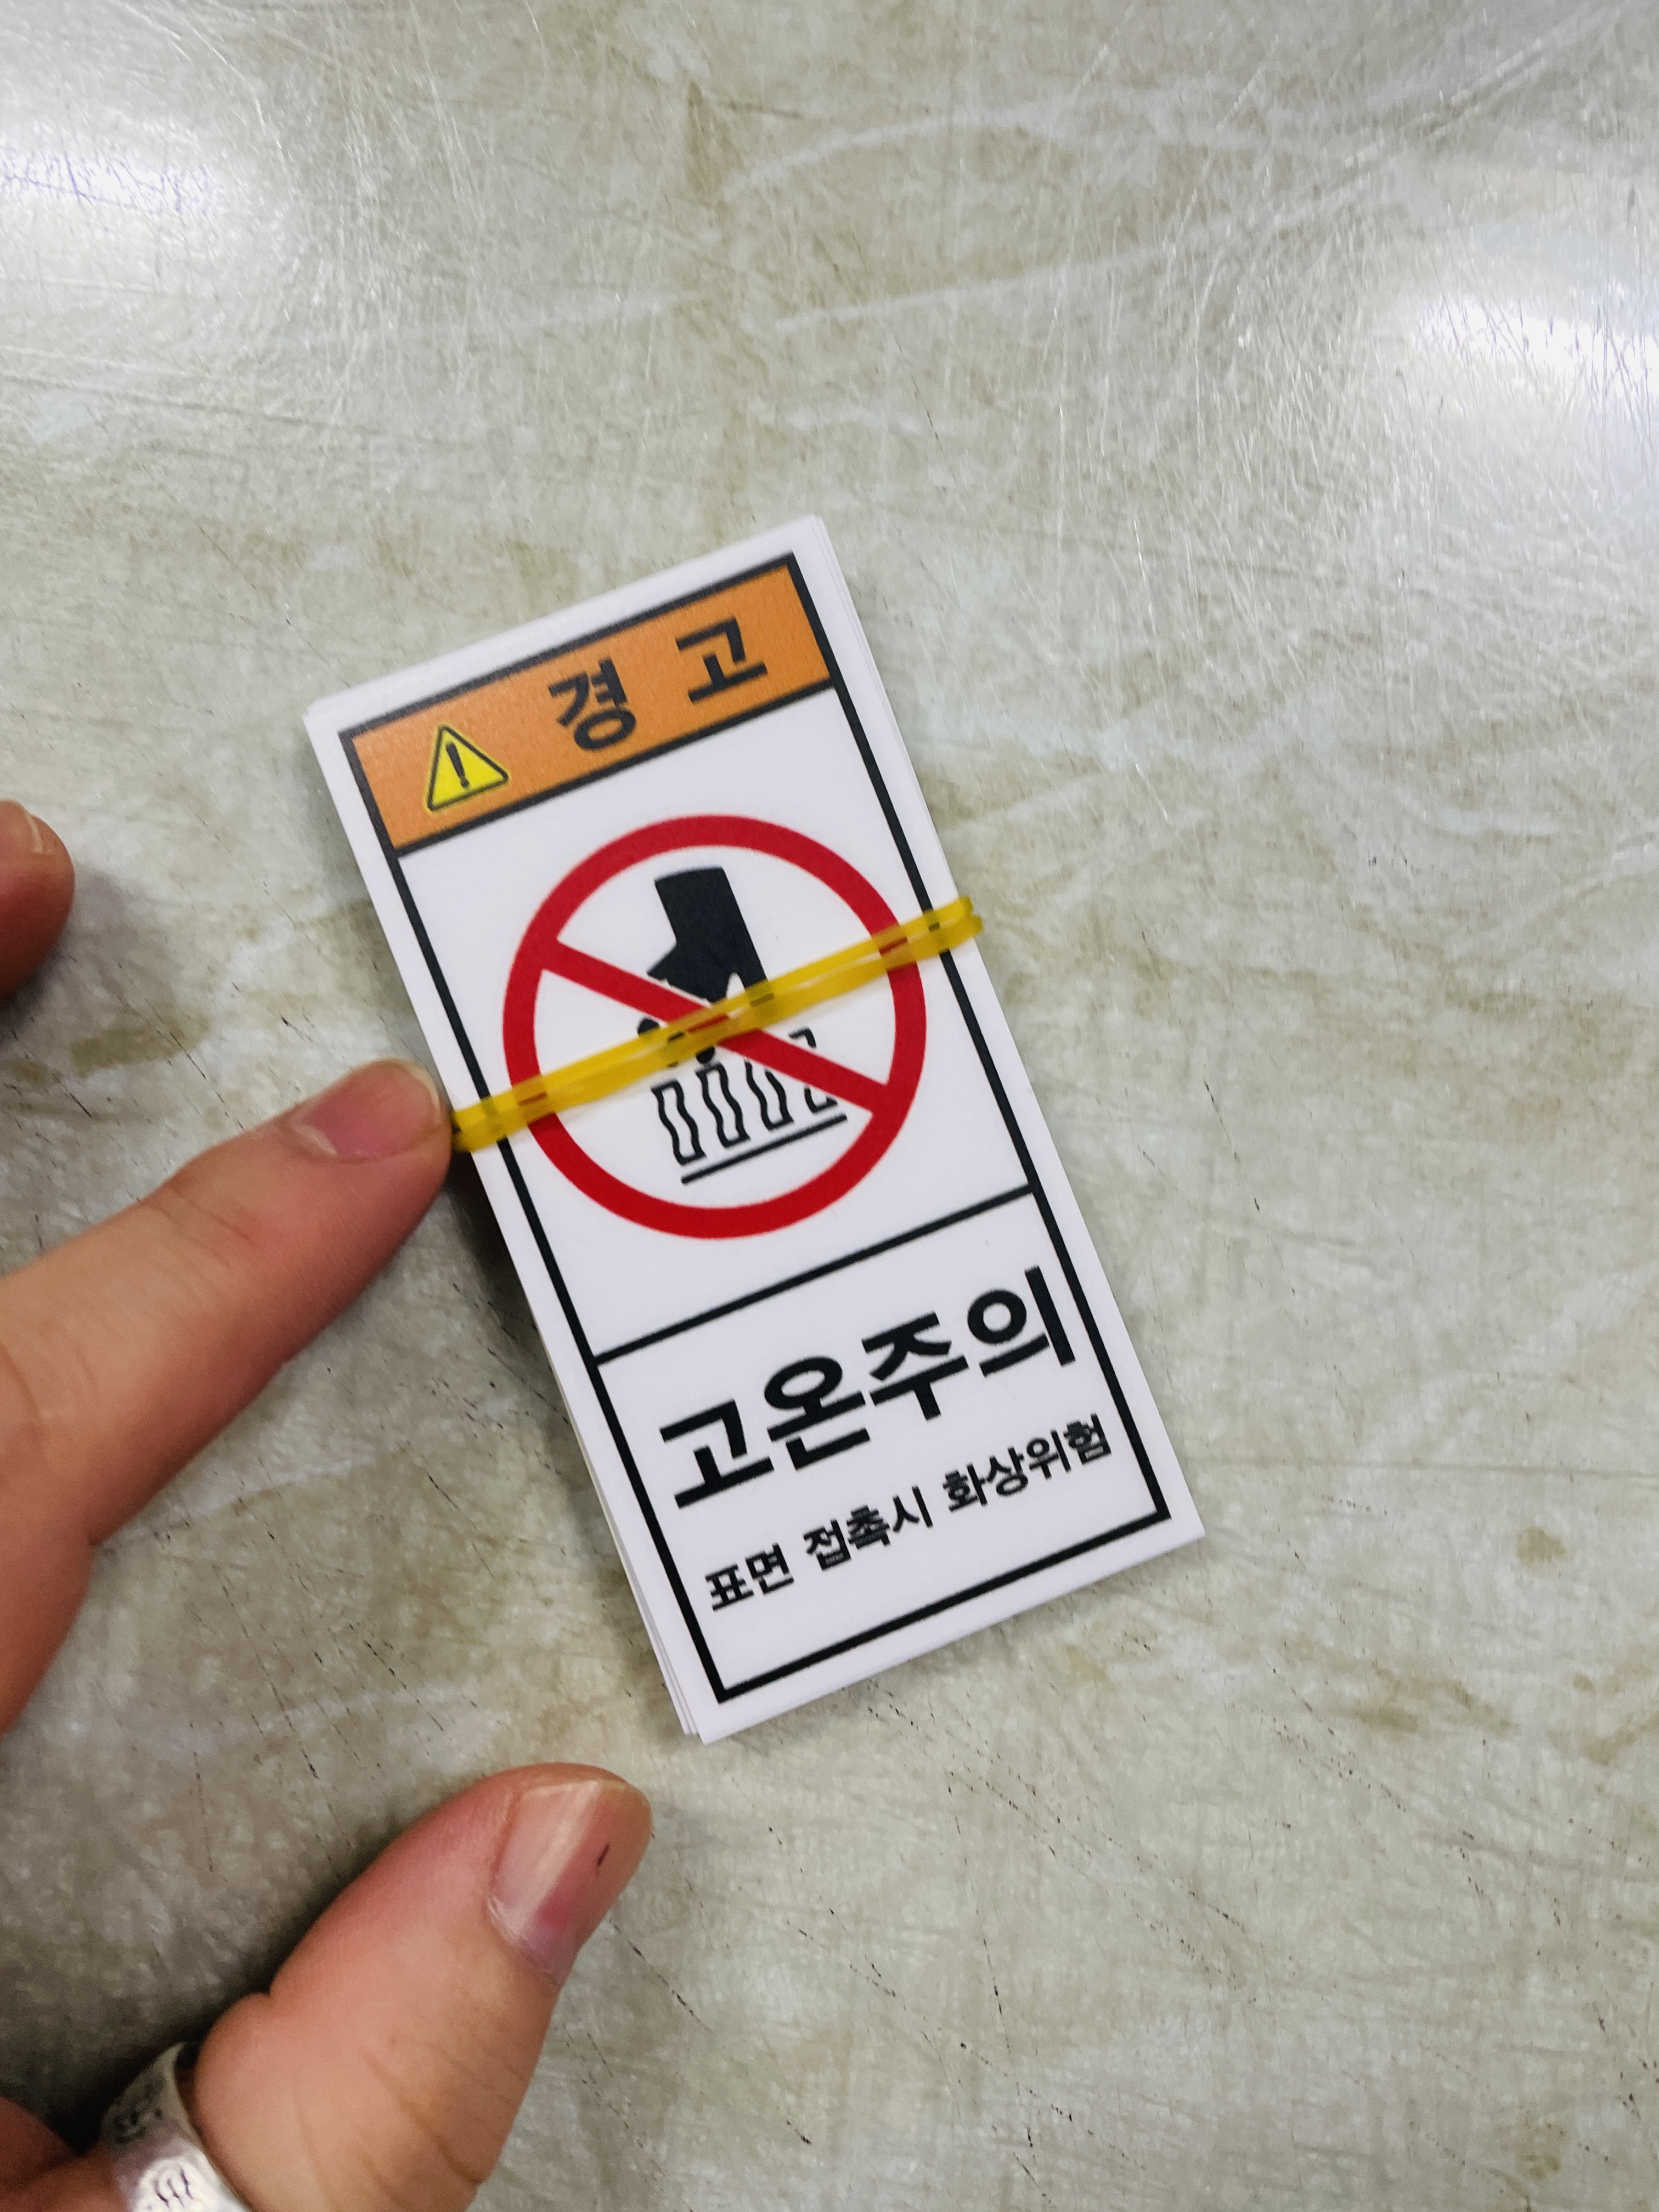 경 고
고온주의
표면 접촉시 화상위험